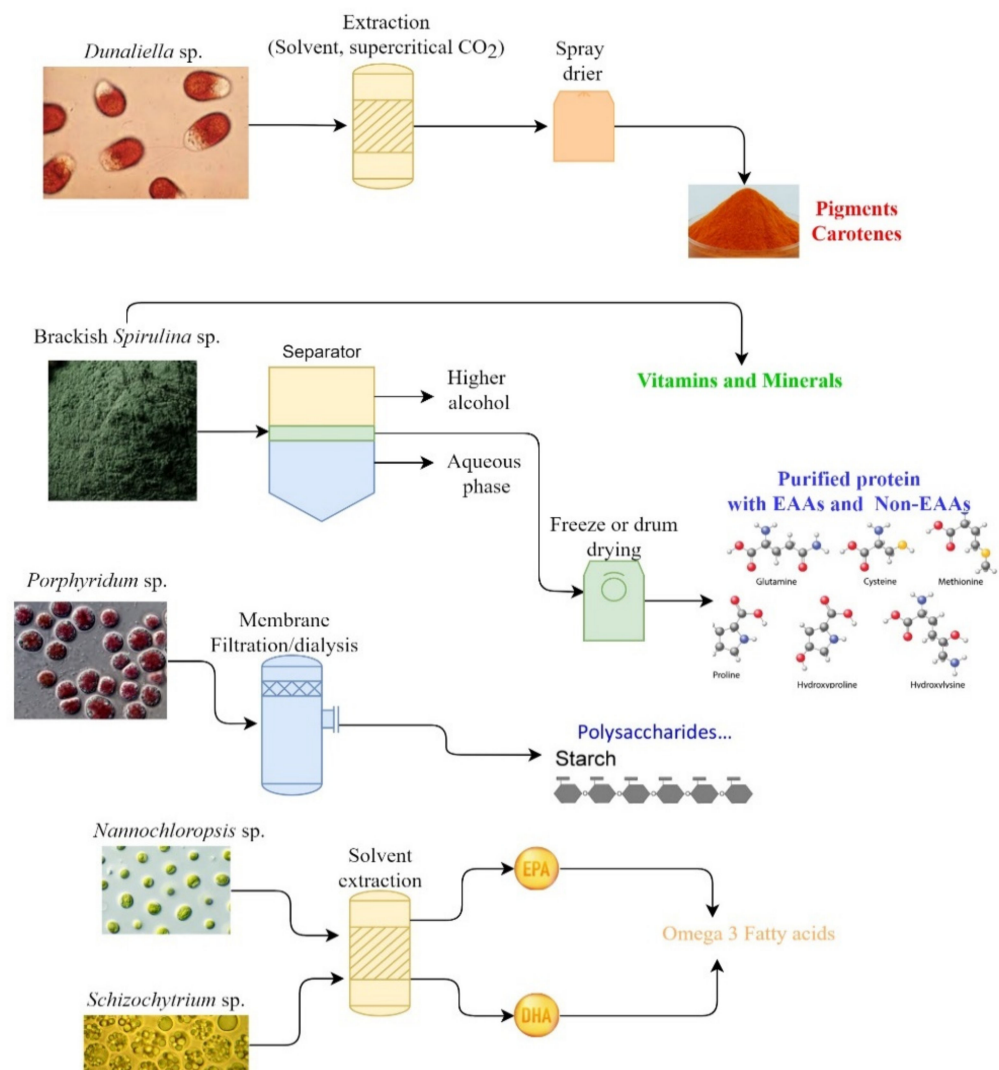 Extraction
(Solvent, supercritical CO2)
Dunaliella sp.
Spray
drier
Pigments
Carotenes
Brackish Spirulina sp.
Separator
Higher
alcohol
Vitamins and Minerals
Aqueous
phase
Purified protein
with EAAs and Non-EAAs
Freeze or drum
drying
Glutamine
Cysteine
Methionine
Porphyridum sp.
Membrane
Filtration/dialysis
Proline
Hydroxyproline
Hydroxylysine
Polysaccharides...
Starch
Nannochloropsis sp.
Solvent
extraction
EPA
Omega 3 Fatty acids
Schizochytrium sp.
DHA